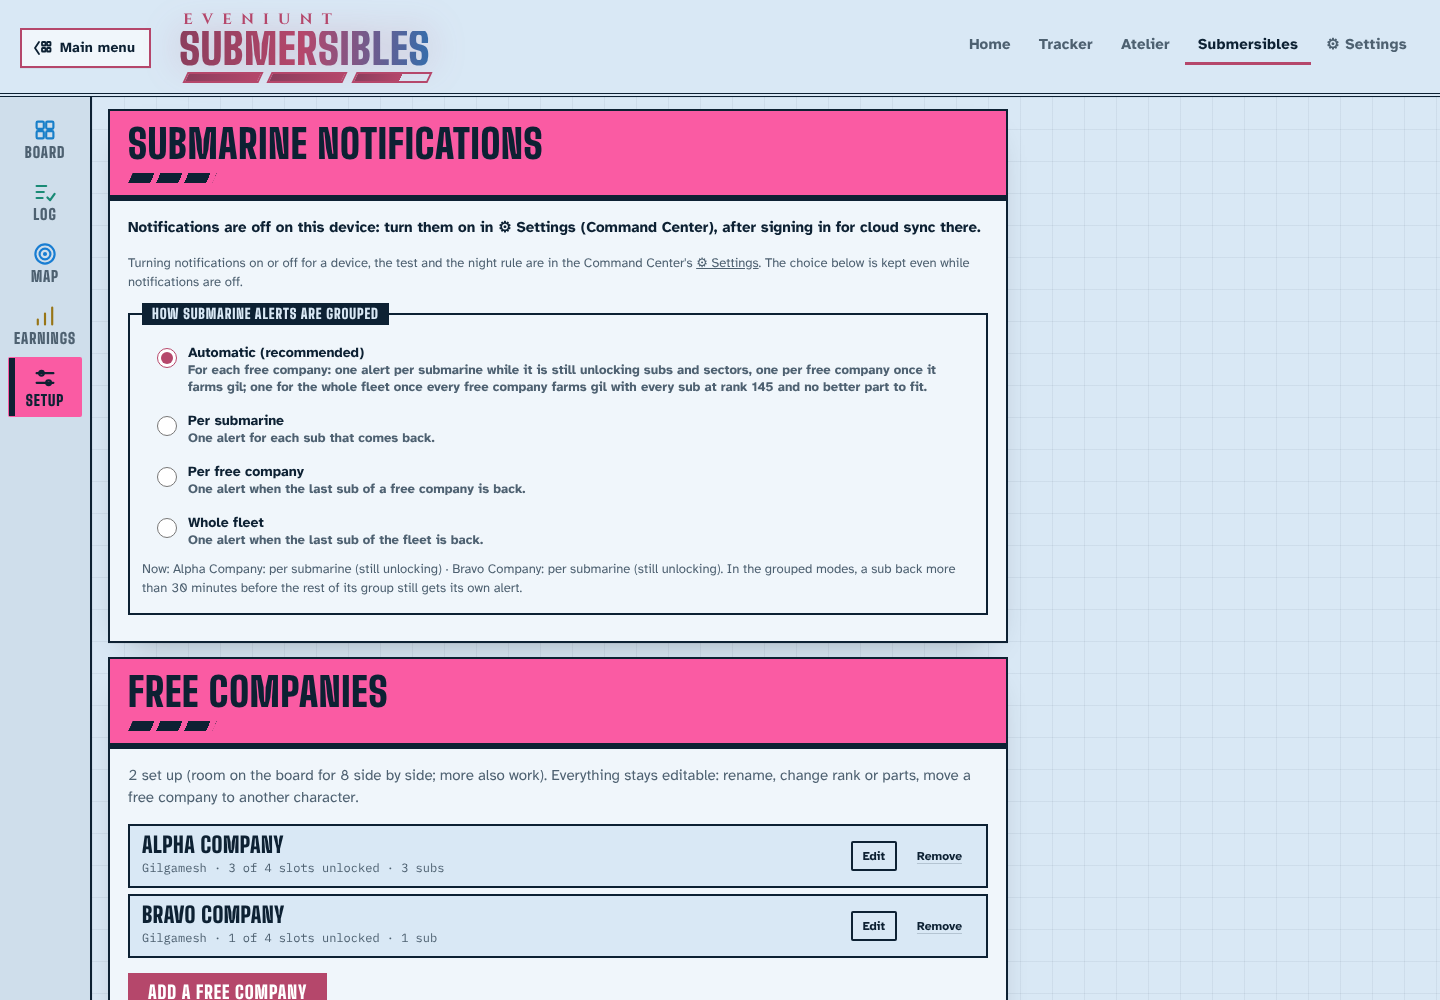 Main menu
EVENIUNT
SUBMERSIBLES
Home
Tracker
Atelier
Submersibles
⚙ Settings
BOARD
LOG
MAP
EARNINGS
SETUP
SUBMARINE NOTIFICATIONS
Notifications are off on this device: turn them on in ⚙ Settings (Command Center), after signing in for cloud sync there.
Turning notifications on or off for a device, the test and the night rule are in the Command Center's ⚙ Settings. The choice below is kept even while
notifications are off.
HOW SUBMARINE ALERTS ARE GROUPED
Automatic (recommended)
For each free company: one alert per submarine while it is still unlocking subs and sectors, one per free company once it
farms gil; one for the whole fleet once every free company farms gil with every sub at rank 145 and no better part to fit.
Per submarine
One alert for each sub that comes back.
Per free company
One alert when the last sub of a free company is back.
Whole fleet
One alert when the last sub of the fleet is back.
Now: Alpha Company: per submarine (still unlocking) · Bravo Company: per submarine (still unlocking). In the grouped modes, a sub back more
than 30 minutes before the rest of its group still gets its own alert.
FREE COMPANIES
2 set up (room on the board for 8 side by side; more also work). Everything stays editable: rename, change rank or parts, move a
free company to another character.
ALPHA COMPANY
Gilgamesh · 3 of 4 slots unlocked · 3 subs
Edit
Remove
BRAVO COMPANY
Gilgamesh · 1 of 4 slots unlocked · 1 sub
Edit
Remove
ADD A FREE COMPANY